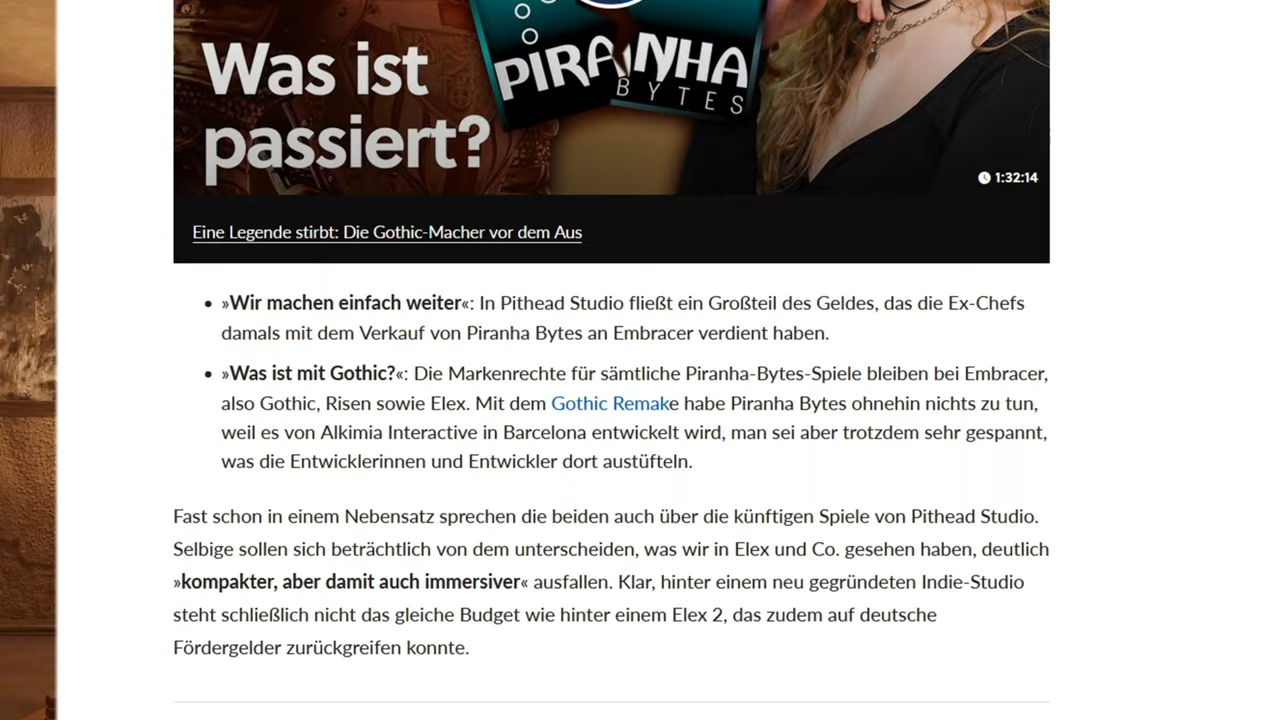 Was ist
passiert?
PIRANHA
BYTES
1:32:14
Eine Legende stirbt: Die Gothic-Macher vor dem Aus
• »Wir machen einfach weiter«: In Pithead Studio fließt ein Großteil des Geldes, das die Ex-Chefs
damals mit dem Verkauf von Piranha Bytes an Embracer verdient haben.
• »Was ist mit Gothic?«: Die Markenrechte für sämtliche Piranha-Bytes-Spiele bleiben bei Embracer,
also Gothic, Risen sowie Elex. Mit dem Gothic Remake habe Piranha Bytes ohnehin nichts zu tun,
weil es von Alkimia Interactive in Barcelona entwickelt wird, man sei aber trotzdem sehr gespannt,
was die Entwicklerinnen und Entwickler dort austüfteln.
Fast schon in einem Nebensatz sprechen die beiden auch über die künftigen Spiele von Pithead Studio.
Selbige sollen sich beträchtlich von dem unterscheiden, was wir in Elex und Co. gesehen haben, deutlich
»kompakter, aber damit auch immersiver« ausfallen. Klar, hinter einem neu gegründeten Indie-Studio
steht schließlich nicht das gleiche Budget wie hinter einem Elex 2, das zudem auf deutsche
Fördergelder zurückgreifen konnte.